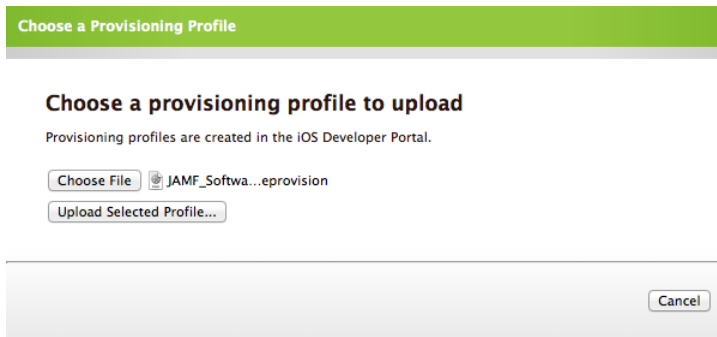 Choose a Provisioning Profile
Choose a provisioning profile to upload
Provisioning profiles are created in the iOS Developer Portal.
Choose File JAMF_Softwa...eprovision
Upload Selected Profile...
Cancel